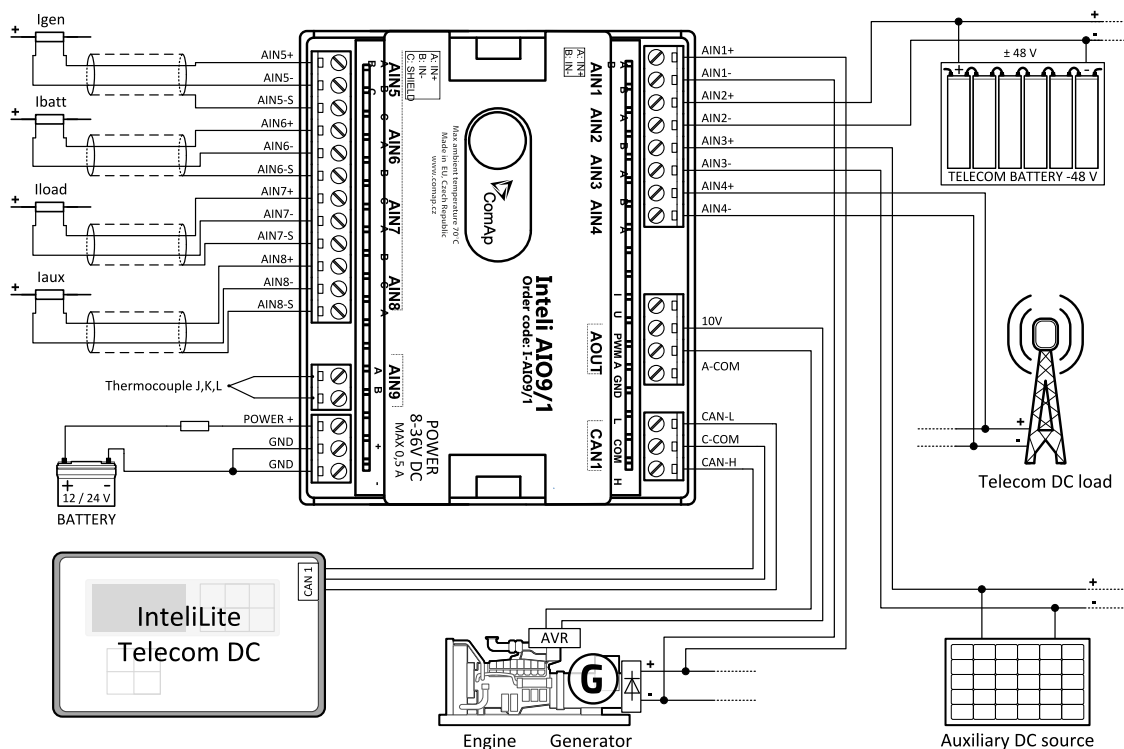 Igen
+
AIN5+
AIN5-
AIN5-S
Ibatt
+
AIN6+
AIN6-
AIN6-S
Iload
+
AIN7+
AIN7-
AIN7-S
AIN8+
Iaux
+
AIN8-
AIN8-S
Thermocouple J,K,L
POWER +
GND
GND
+ -
12 / 24 V
BATTERY
A: IN+
B: IN-
C: SHIELD
AIN5
A
B
C
AIN6
A
B
C
AIN7
A
B
C
AIN8
A
B
C
AIN9
A
B
POWER
8-36V DC
MAX 0,5 A
+
-
Max ambient temperature 70°C
Made in EU, Czech Republic
www.comap.cz
ComAp
Inteli AIO9/1
Order code: I-AIO9/1
A: IN+
B: IN-
AIN1
A
B
AIN2
A
B
AIN3
A
B
AIN4
A
B
AOUT
I
U
PWM A
GND
CAN1
L
COM
H
AIN1+
AIN1-
AIN2+
AIN2-
AIN3+
AIN3-
AIN4+
AIN4-
10V
A-COM
CAN-L
C-COM
CAN-H
+
-
± 48 V
+ -
TELECOM BATTERY -48 V
+
-
Telecom DC load
CAN 1
InteliLite
Telecom DC
AVR
G
+
-
Engine
Generator
+
-
Auxiliary DC source